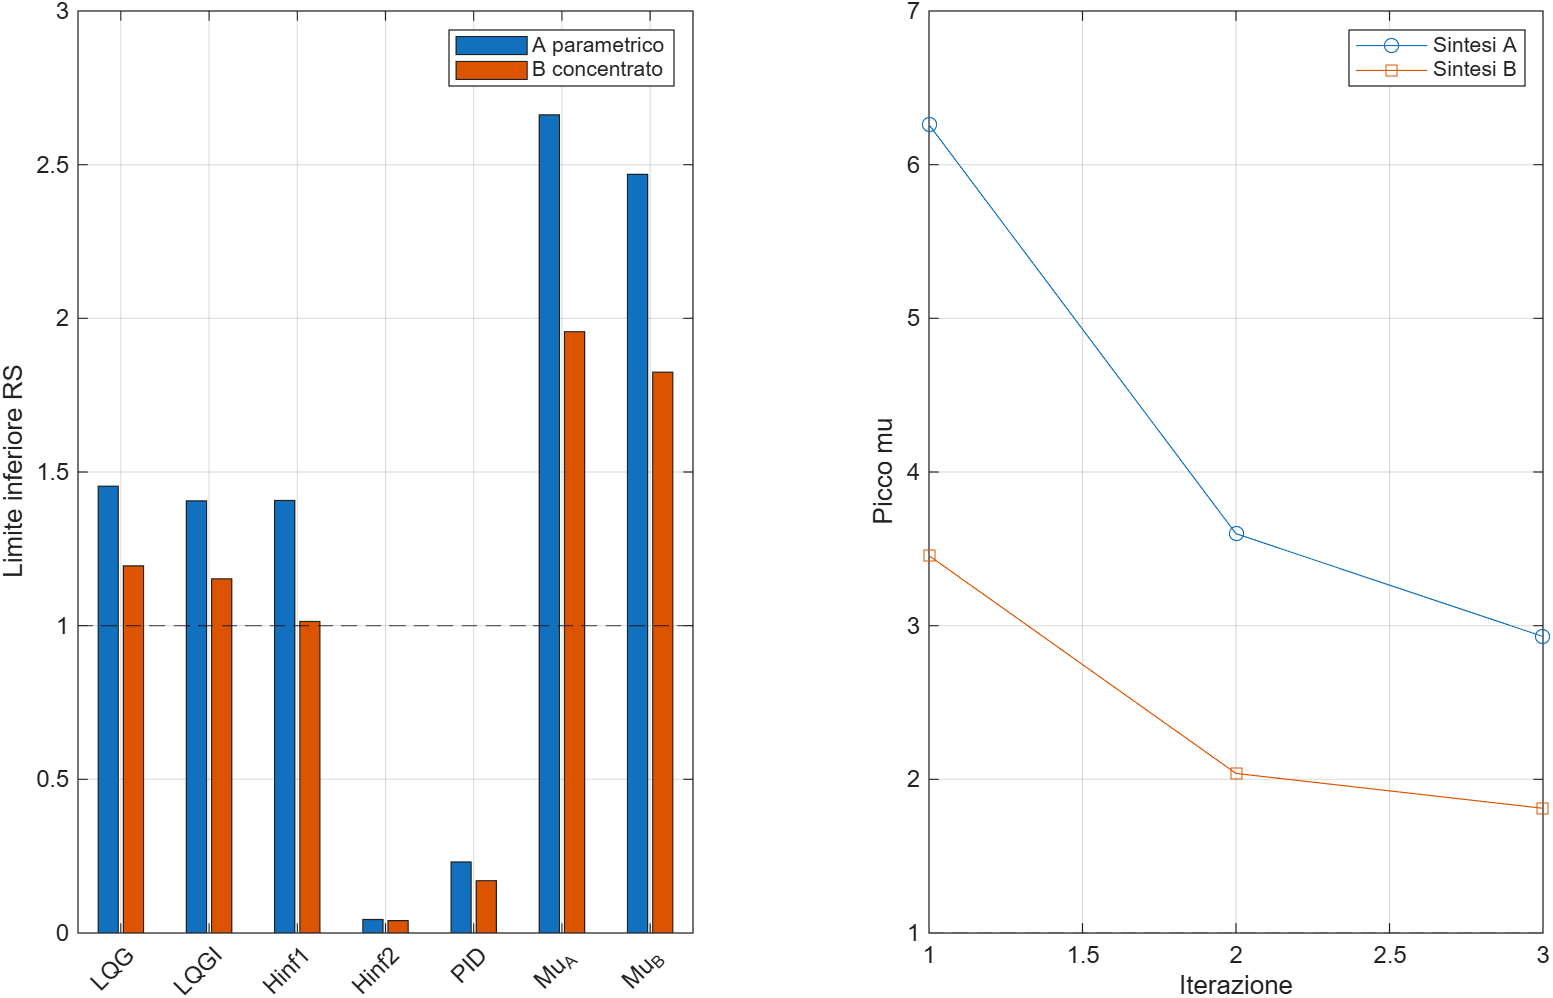 A parametrico
B concentrato
3
2.5
2
1.5
1
0.5
0
Limite inferiore RS
LQG
LQGI
Hinf1
Hinf2
PID
MuA
MuB
Sintesi A
Sintesi B
7
6
5
4
3
2
1
Picco mu
1 1.5 2 2.5 3
Iterazione